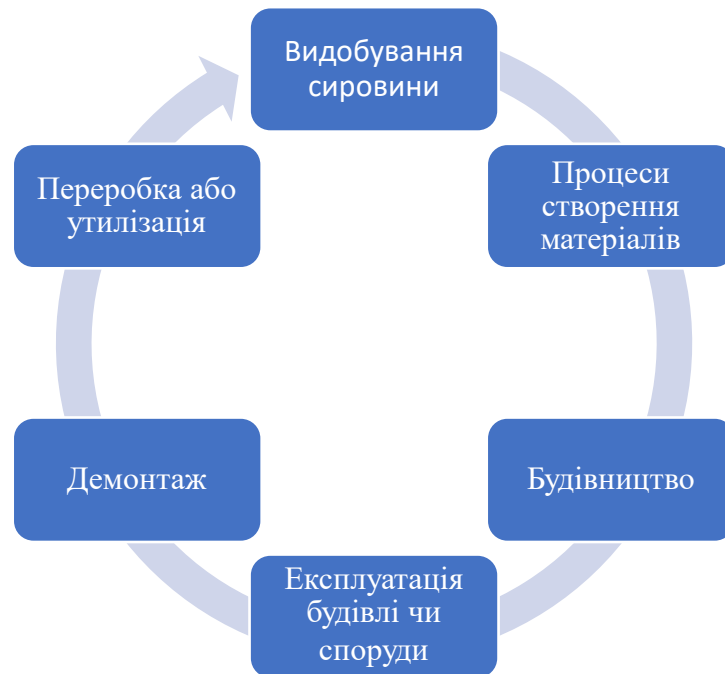 Видобування
сировини
Процеси
створення
матеріалів
Будівництво
Експлуатація
будівлі чи
споруди
Демонтаж
Переробка або
утилізація